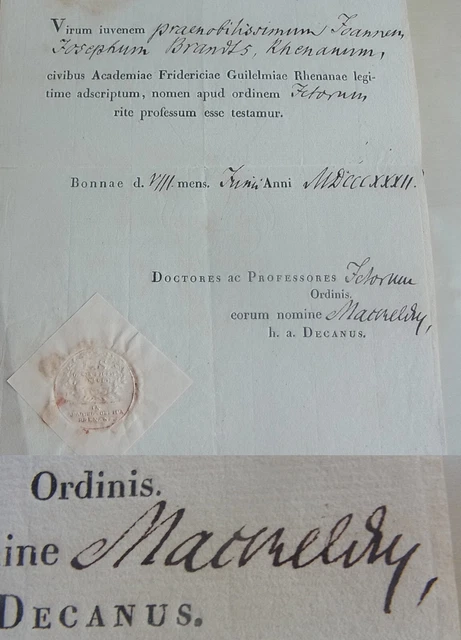 Virum iuvenem praenobilissimum Joannem
Josephum Brandts, Rhenanum,
civibus Academiae Fridericiae Guilelmiae Rhenanae legi-
time adscriptum, nomen apud ordinem Jctorum
rite professum esse testamur.
Bonnae d. VIII. mens. Junii Anni MDCCCXXXII.
DOCTORES ac PROFESSORES Jctorum
Ordinis.
eorum nomine Mackeldey,
h. a. DECANUS.
Ordinis.
ine Mackeldey,
DECANUS.